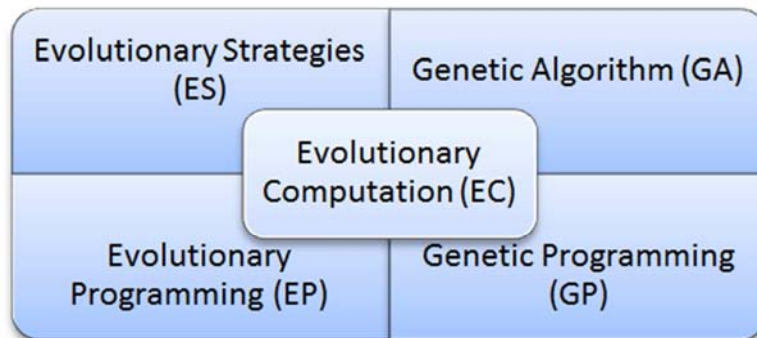 Evolutionary Strategies
(ES)
Genetic Algorithm (GA)
Evolutionary
Computation (EC)
Evolutionary
Programming (EP)
Genetic Programming
(GP)